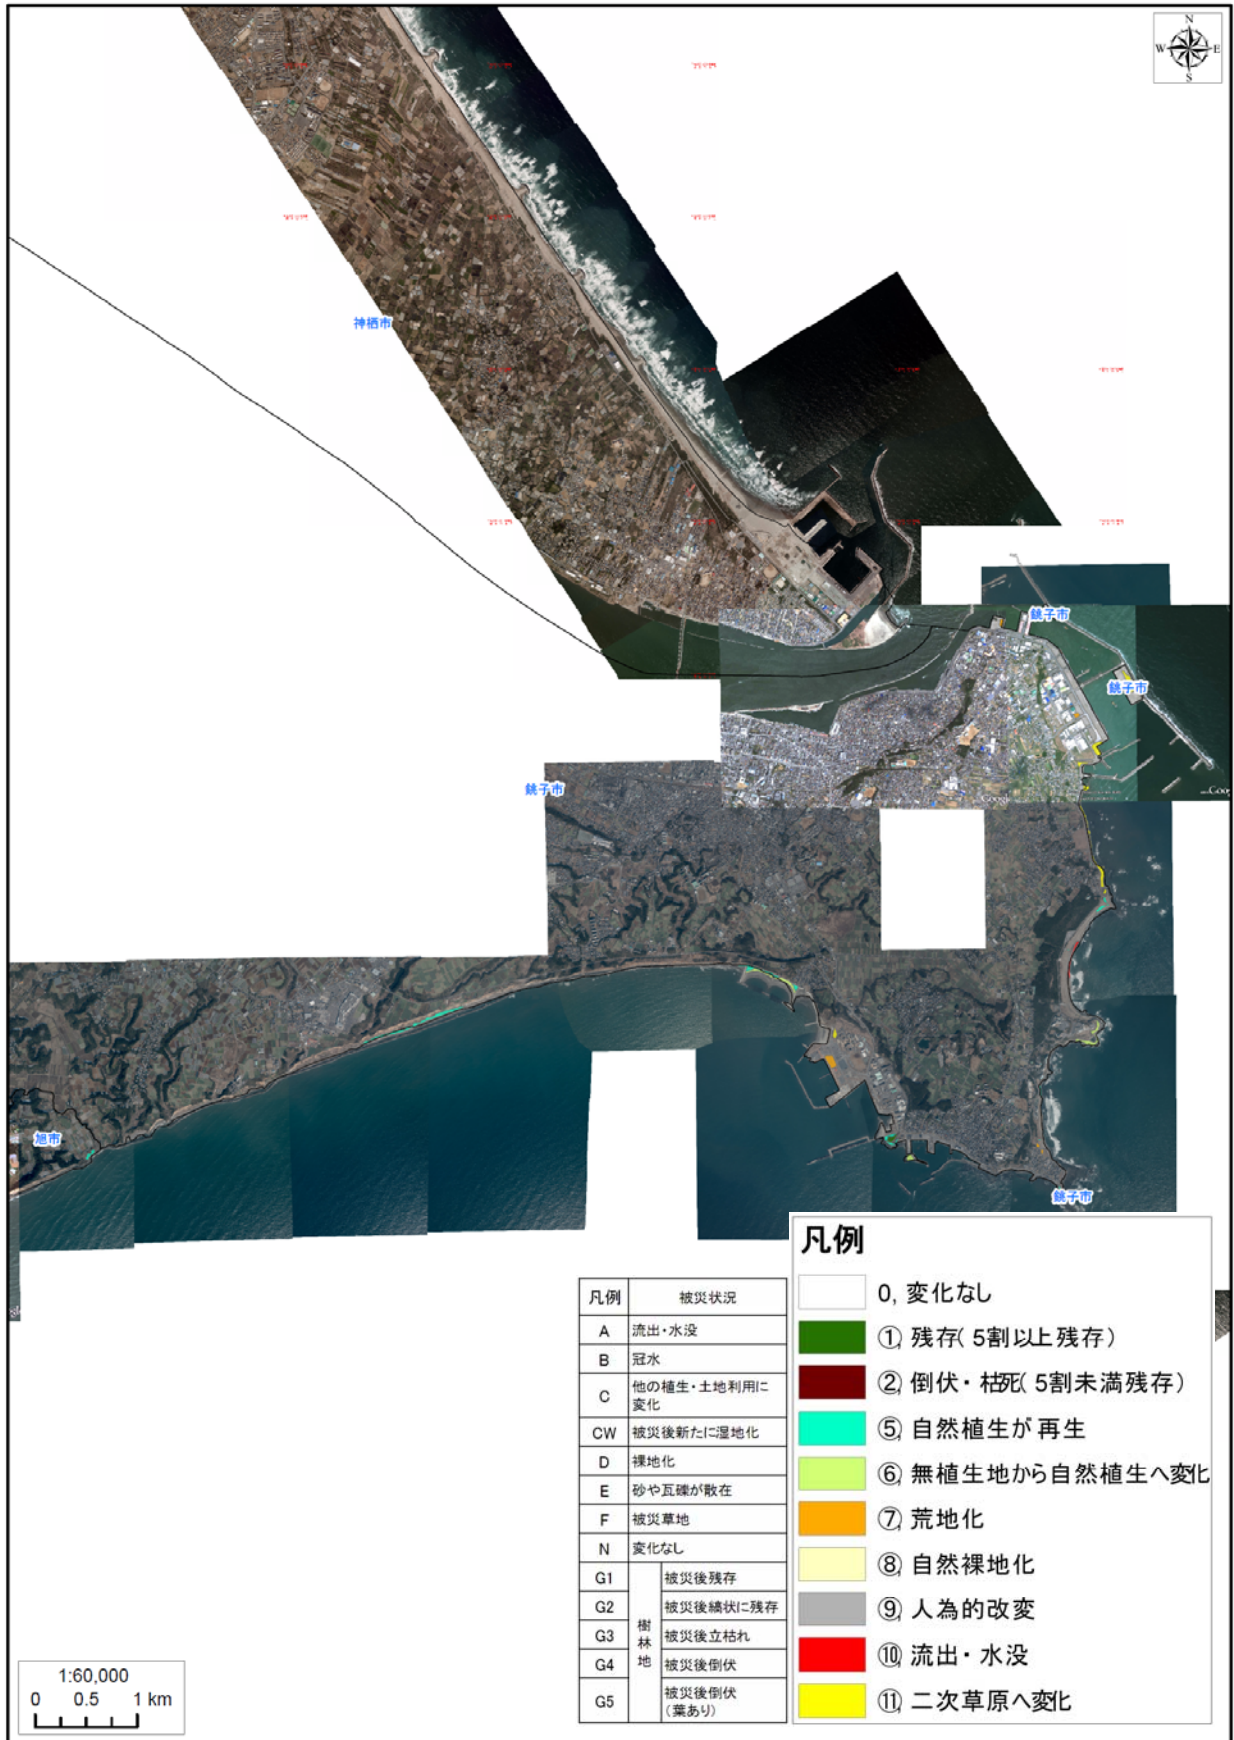 N
W E
S
神栖市
銚子市
銚子市
銚子市
Google
旭市
銚子市
凡例 被災状況
A 流出・水没
B 冠水
C 他の植生・土地利用に
変化
CW 被災後新たに湿地化
D 裸地化
E 砂や瓦礫が散在
F 被災草地
N 変化なし
樹林地
G1 被災後残存
G2 被災後縞状に残存
G3 被災後立枯れ
G4 被災後倒伏
G5 被災後倒伏
（葉あり）
凡例
0, 変化なし
①, 残存( 5割以上残存)
②, 倒伏・枯死( 5割未満残存)
⑤, 自然植生が再生
⑥, 無植生地から自然植生へ変化
⑦, 荒地化
⑧, 自然裸地化
⑨, 人為的改変
⑩, 流出・水没
⑪, 二次草原へ変化
1:60,000
0 0.5 1 km